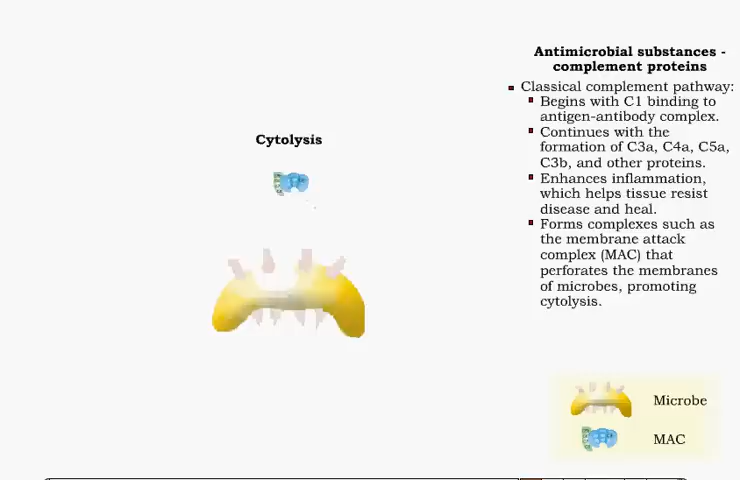 Antimicrobial substances -
complement proteins
Classical complement pathway:
Begins with C1 binding to
antigen-antibody complex.
Continues with the
formation of C3a, C4a, C5a,
C3b, and other proteins.
Enhances inflammation,
which helps tissue resist
disease and heal.
Forms complexes such as
the membrane attack
complex (MAC) that
perforates the membranes
of microbes, promoting
cytolysis.
Cytolysis
Microbe
MAC